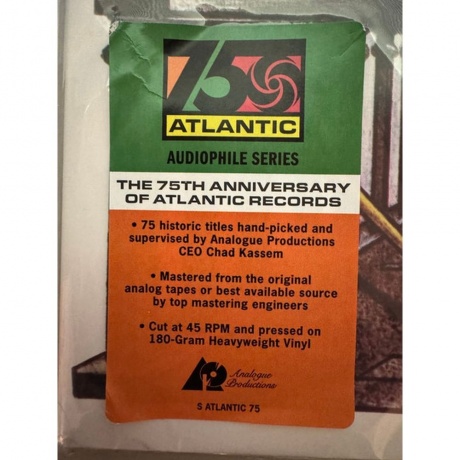 75
ATLANTIC
AUDIOPHILE SERIES
THE 75TH ANNIVERSARY
OF ATLANTIC RECORDS
• 75 historic titles hand-picked and
supervised by Analogue Productions
CEO Chad Kassem
• Mastered from the original
analog tapes or best available source
by top mastering engineers
• Cut at 45 RPM and pressed on
180-Gram Heavyweight Vinyl
Analogue
Productions
S ATLANTIC 75